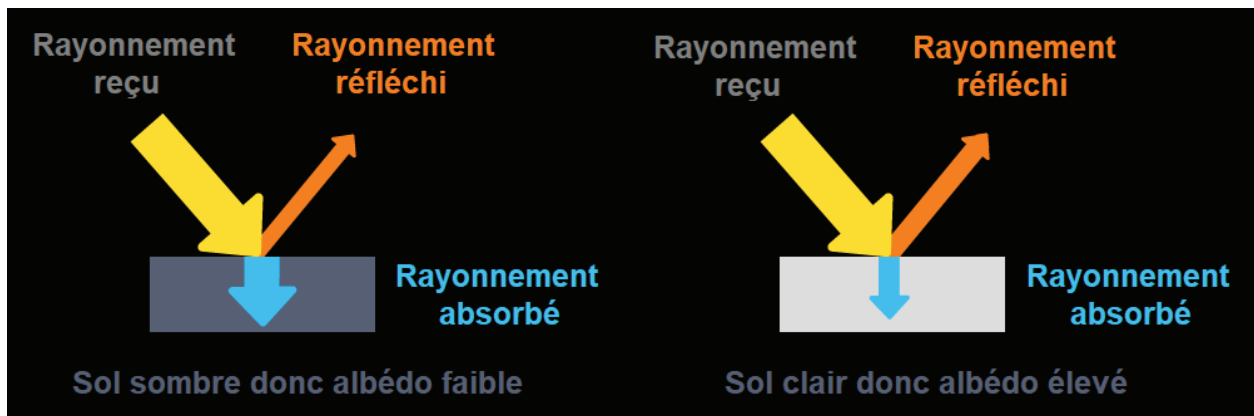 Rayonnement
reçu
Rayonnement
réfléchi
Rayonnement
absorbé
Sol sombre donc albédo faible
Rayonnement
reçu
Rayonnement
réfléchi
Rayonnement
absorbé
Sol clair donc albédo élevé